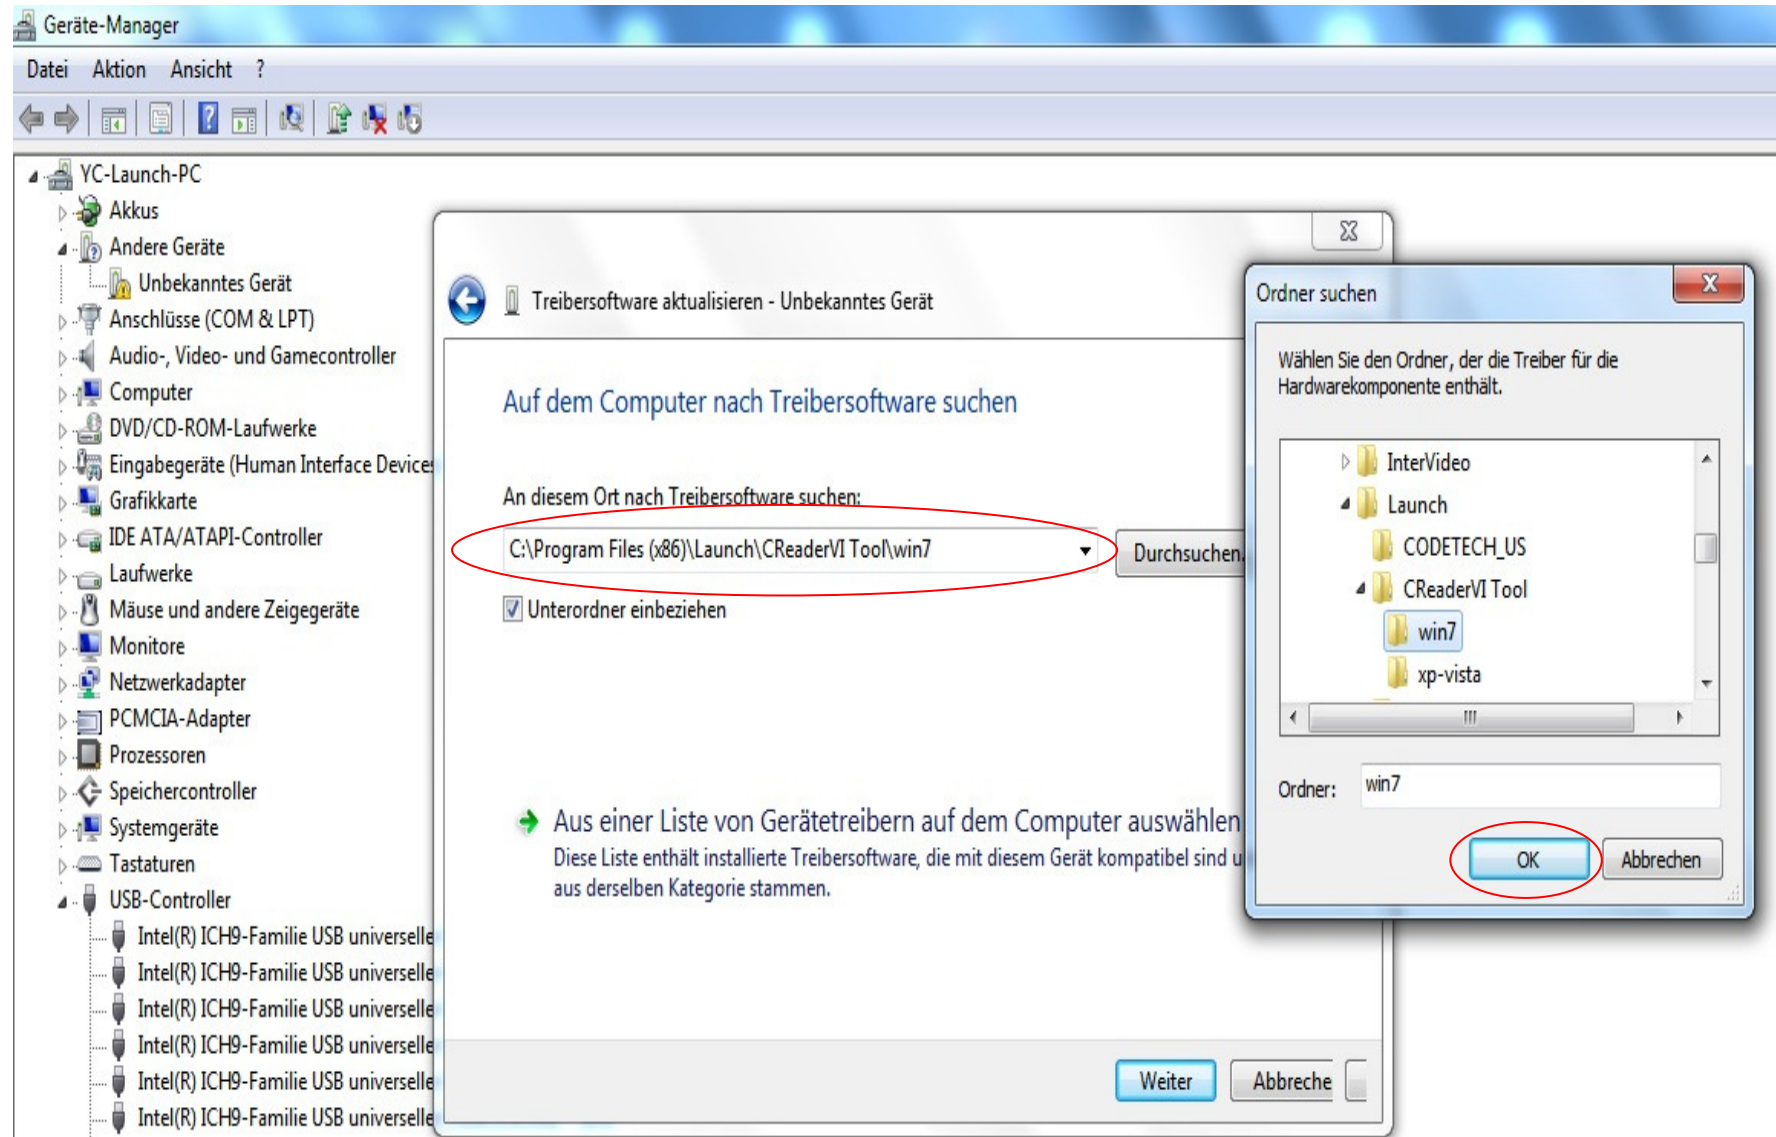 Geräte-Manager
Datei Aktion Ansicht ?
YC-Launch-PC
Akkus
Andere Geräte
Unbekanntes Gerät
Anschlüsse (COM & LPT)
Audio-, Video- und Gamecontroller
Computer
DVD/CD-ROM-Laufwerke
Eingabegeräte (Human Interface Devices
Grafikkarte
IDE ATA/ATAPI-Controller
Laufwerke
Mäuse und andere Zeigegeräte
Monitore
Netzwerkadapter
PCMCIA-Adapter
Prozessoren
Speichercontroller
Systemgeräte
Tastaturen
USB-Controller
Intel(R) ICH9-Familie USB universelle
Intel(R) ICH9-Familie USB universelle
Intel(R) ICH9-Familie USB universelle
Intel(R) ICH9-Familie USB universelle
Intel(R) ICH9-Familie USB universelle
Intel(R) ICH9-Familie USB universelle
Treibersoftware aktualisieren - Unbekanntes Gerät
Auf dem Computer nach Treibersoftware suchen
An diesem Ort nach Treibersoftware suchen:
C:\Program Files (x86)\Launch\CReaderVI Tool\win7
Durchsuchen.
Unterordner einbeziehen
Aus einer Liste von Gerätetreibern auf dem Computer auswählen
Diese Liste enthält installierte Treibersoftware, die mit diesem Gerät kompatibel sind u
aus derselben Kategorie stammen.
Weiter
Abbreche
Ordner suchen
Wählen Sie den Ordner, der die Treiber für die
Hardwarekomponente enthält.
InterVideo
Launch
CODETECH_US
CReaderVI Tool
win7
xp-vista
Ordner:
win7
OK
Abbrechen